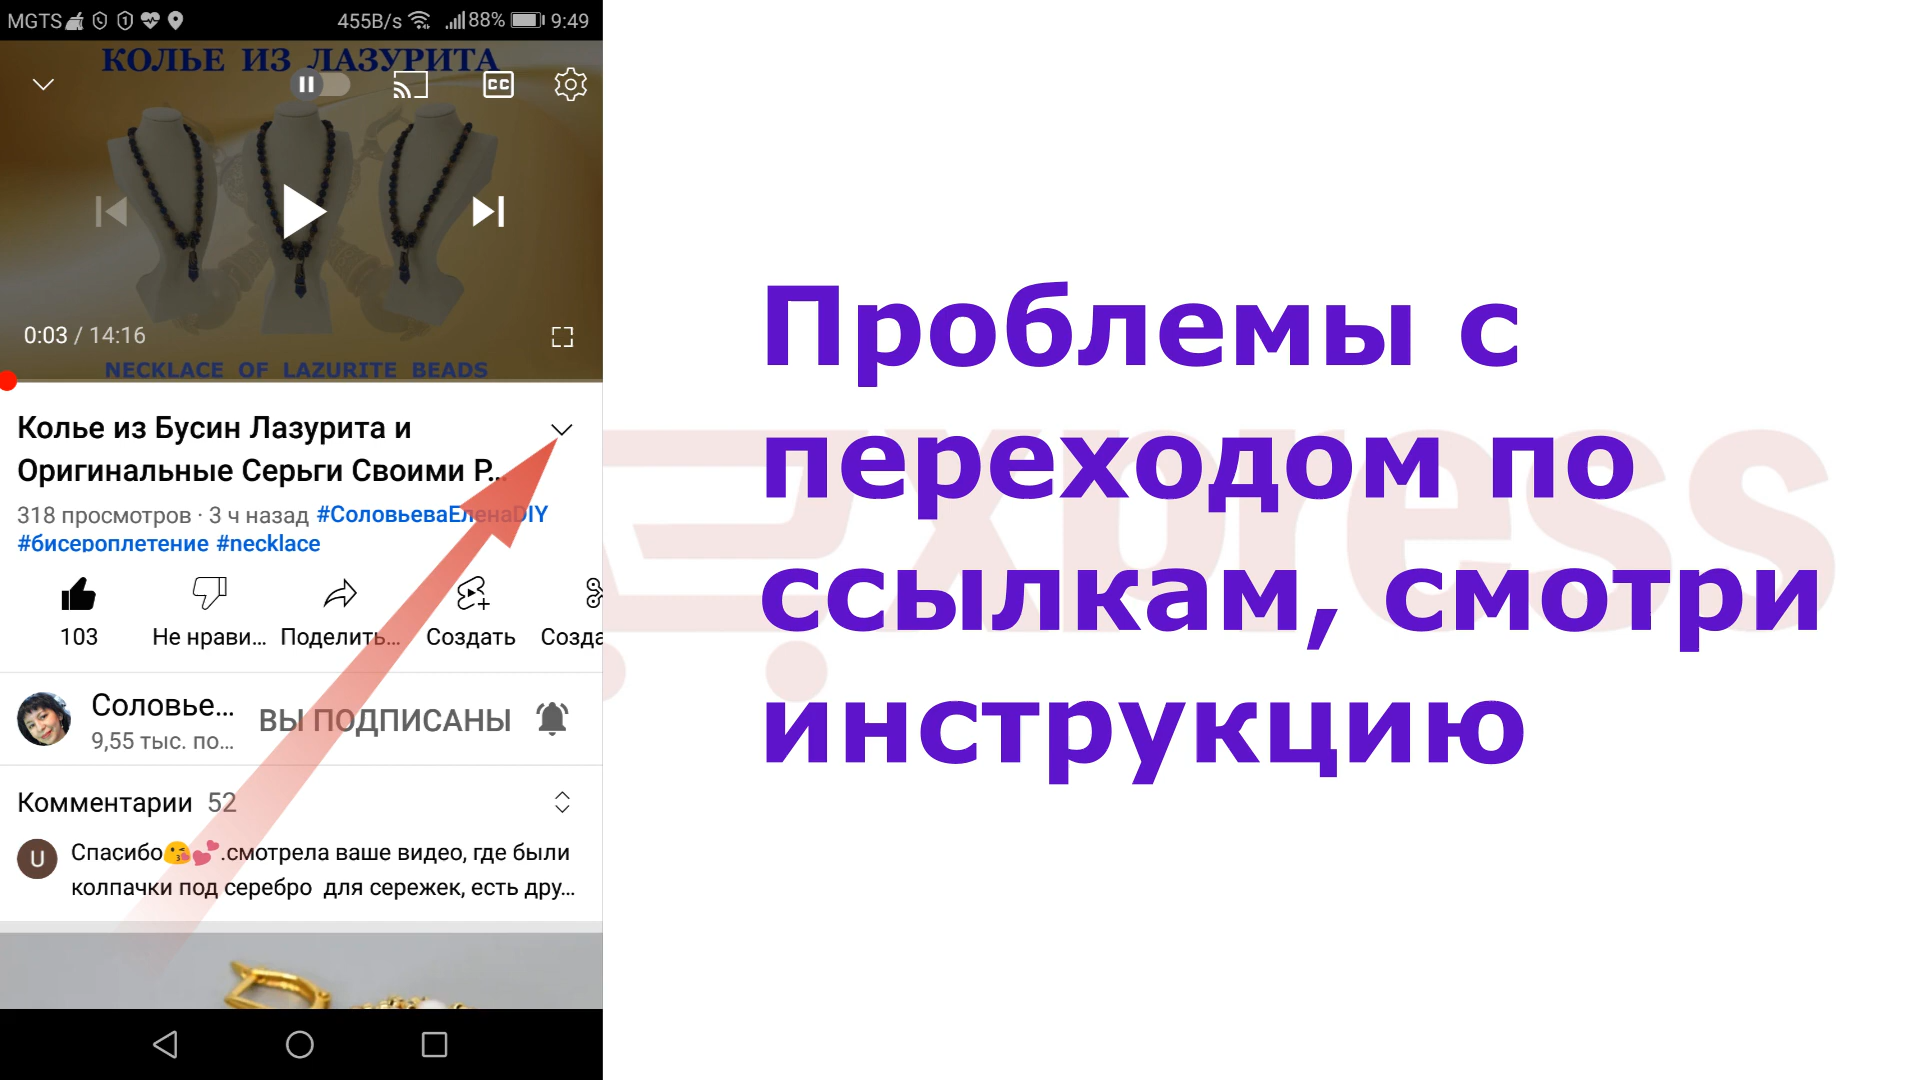 MGTS 455B/s 88% 9:49
КОЛЬЕ ИЗ ЛАЗУРИТА
CC
0:03 / 14:16
NECKLACE OF LAZURITE BEADS
Колье из Бусин Лазурита и
Оригинальные Серьги Своими Р...
318 просмотров · 3 ч назад #СоловьеваЕленаDIY
#бисероплетение #necklace
103 Не нрави... Поделить... Создать Созда
Соловье... ВЫ ПОДПИСАНЫ
9,55 тыс. по...
Комментарии 52
U
Спасибо😘💕.смотрела ваше видео, где были
колпачки под серебро для сережек, есть дру...
Проблемы с
переходом по
ссылкам, смотри
инструкцию
xpress